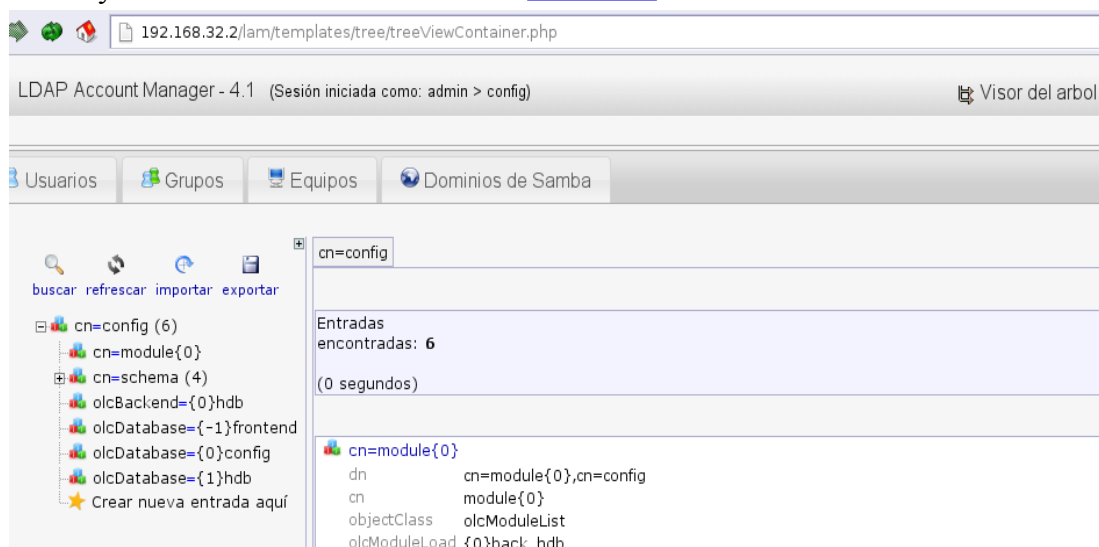 192.168.32.2/lam/templates/tree/treeViewContainer.php
LDAP Account Manager - 4.1 (Sesión iniciada como: admin > config) Visor del arbol
Usuarios Grupos Equipos Dominios de Samba
buscar refrescar importar exportar
cn=config (6)
cn=module{0}
cn=schema (4)
olcBackend={0}hdb
olcDatabase={-1}frontend
olcDatabase={0}config
olcDatabase={1}hdb
Crear nueva entrada aquí
cn=config
Entradas
encontradas: 6
(0 segundos)
cn=module{0}
dn cn=module{0},cn=config
cn module{0}
objectClass olcModuleList
olcModuleLoad {0}back_hdb